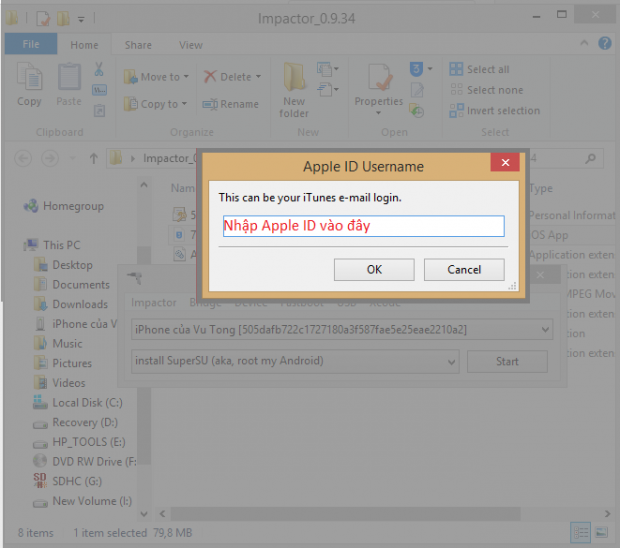 Impactor_0.9.34
File Home Share View
Copy Paste Move to Copy to Delete Rename New folder Properties Select all Select none Invert selection
Clipboard Organize New Open Select
Impactor_0
Type
Homegroup
This PC
Desktop
Documents
Downloads
iPhone của V
Music
Pictures
Videos
Local Disk (C:)
Recovery (D:)
HP_TOOLS (E:)
DVD RW Drive (F:
SDHC (G:)
New Volume (I:)
Personal Informat
iOS App
Application exten
Application exten
MPEG Mov
Application exten
Application exten
Apple ID Username
This can be your iTunes e-mail login.
Nhập Apple ID vào đây
OK Cancel
Impactor Bridge Device Fastboot USB Xcode
iPhone của Vu Tong [505dafb722c1727180a3f587fae5e25eae2210a2]
install SuperSU (aka, root my Android) Start
8 items 1 item selected 79,8 MB